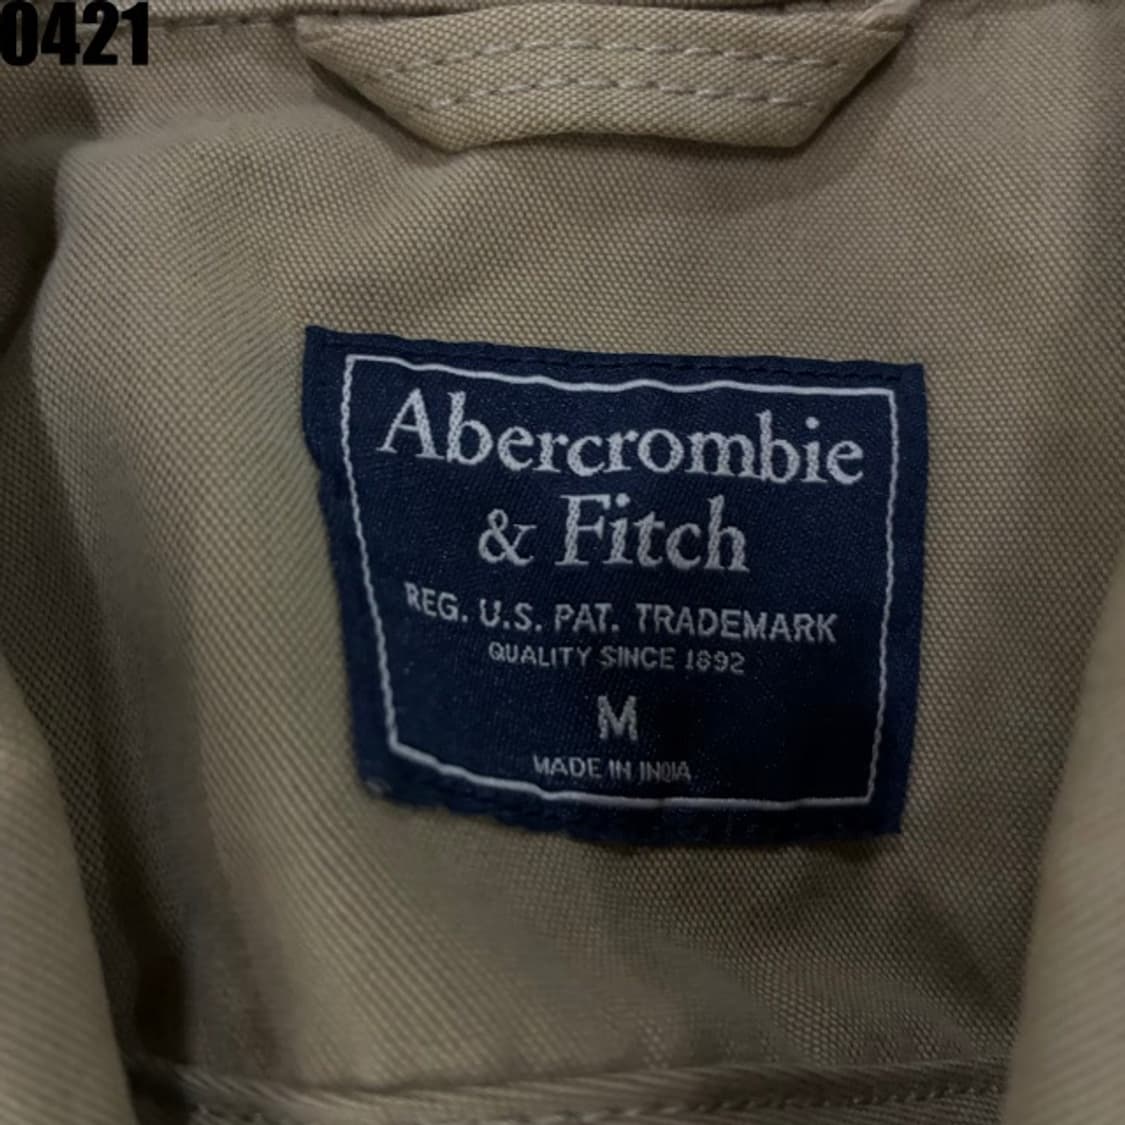 0421
Abercrombie
& Fitch
REG. U.S. PAT. TRADEMARK
QUALITY SINCE 1892
M
MADE IN INDIA